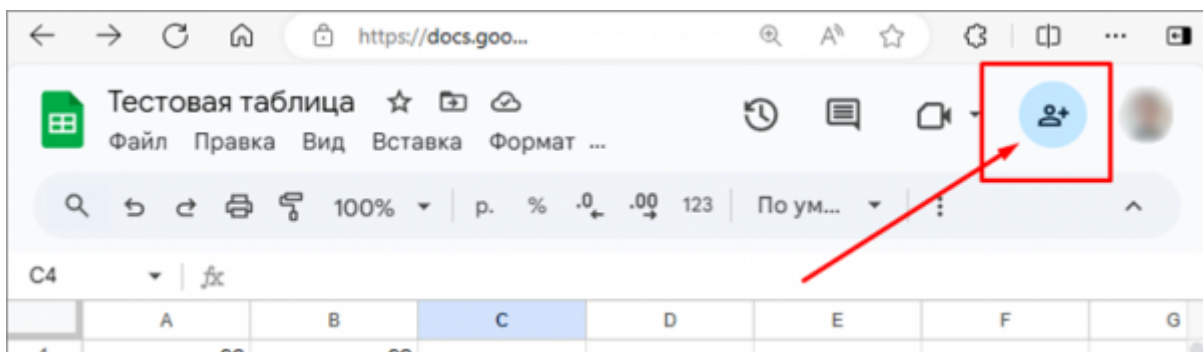 https://docs.goo... A
Тестовая таблица
Файл Правка Вид Вставка Формат ...
100% р. % .0 .00 123 По ум...
C4 fx
A B C D E F G